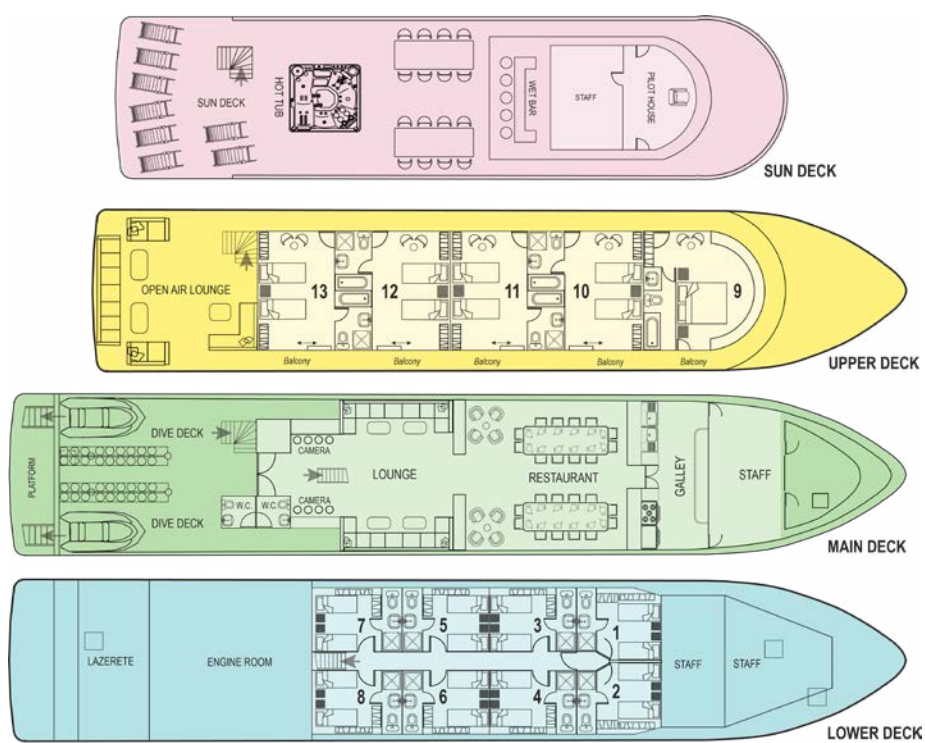 SUN DECK
HOT TUB
WET BAR
STAFF
PILOT HOUSE
SUN DECK
OPEN AIR LOUNGE
13
12
11
10
9
Balcony
Balcony
Balcony
Balcony
Balcony
UPPER DECK
PLATFORM
DIVE DECK
DIVE DECK
CAMERA
CAMERA
W.C.
W.C.
LOUNGE
RESTAURANT
GALLEY
STAFF
MAIN DECK
LAZERETE
ENGINE ROOM
7
5
3
1
8
6
4
2
STAFF
STAFF
LOWER DECK